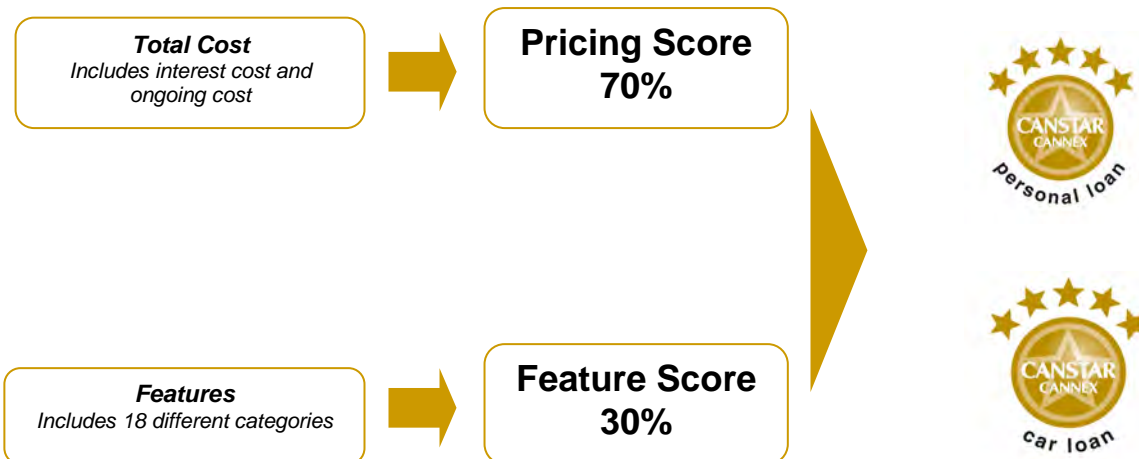 Total Cost
Includes interest cost and
ongoing cost
Pricing Score
70%
CANSTAR
CANNEX
personal loan
Features
Includes 18 different categories
Feature Score
30%
CANSTAR
CANNEX
car loan